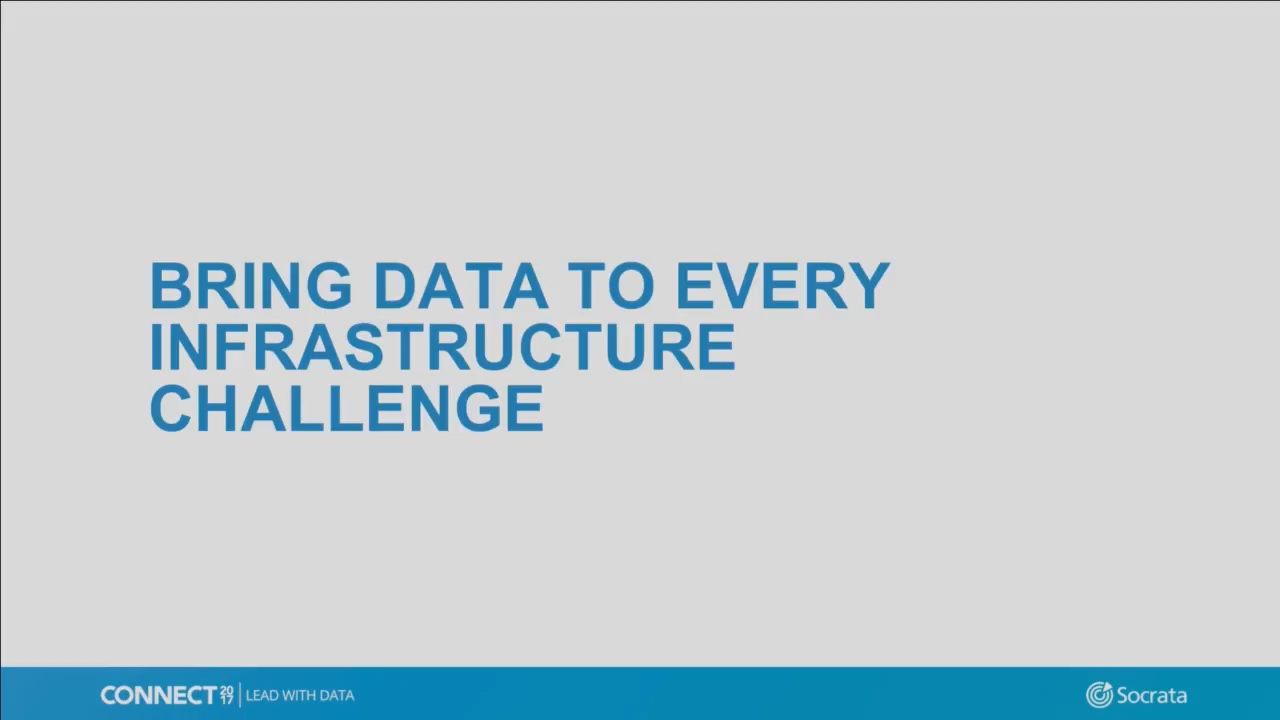 BRING DATA TO EVERY
INFRASTRUCTURE
CHALLENGE
CONNECT 2017 | LEAD WITH DATA
Socrata